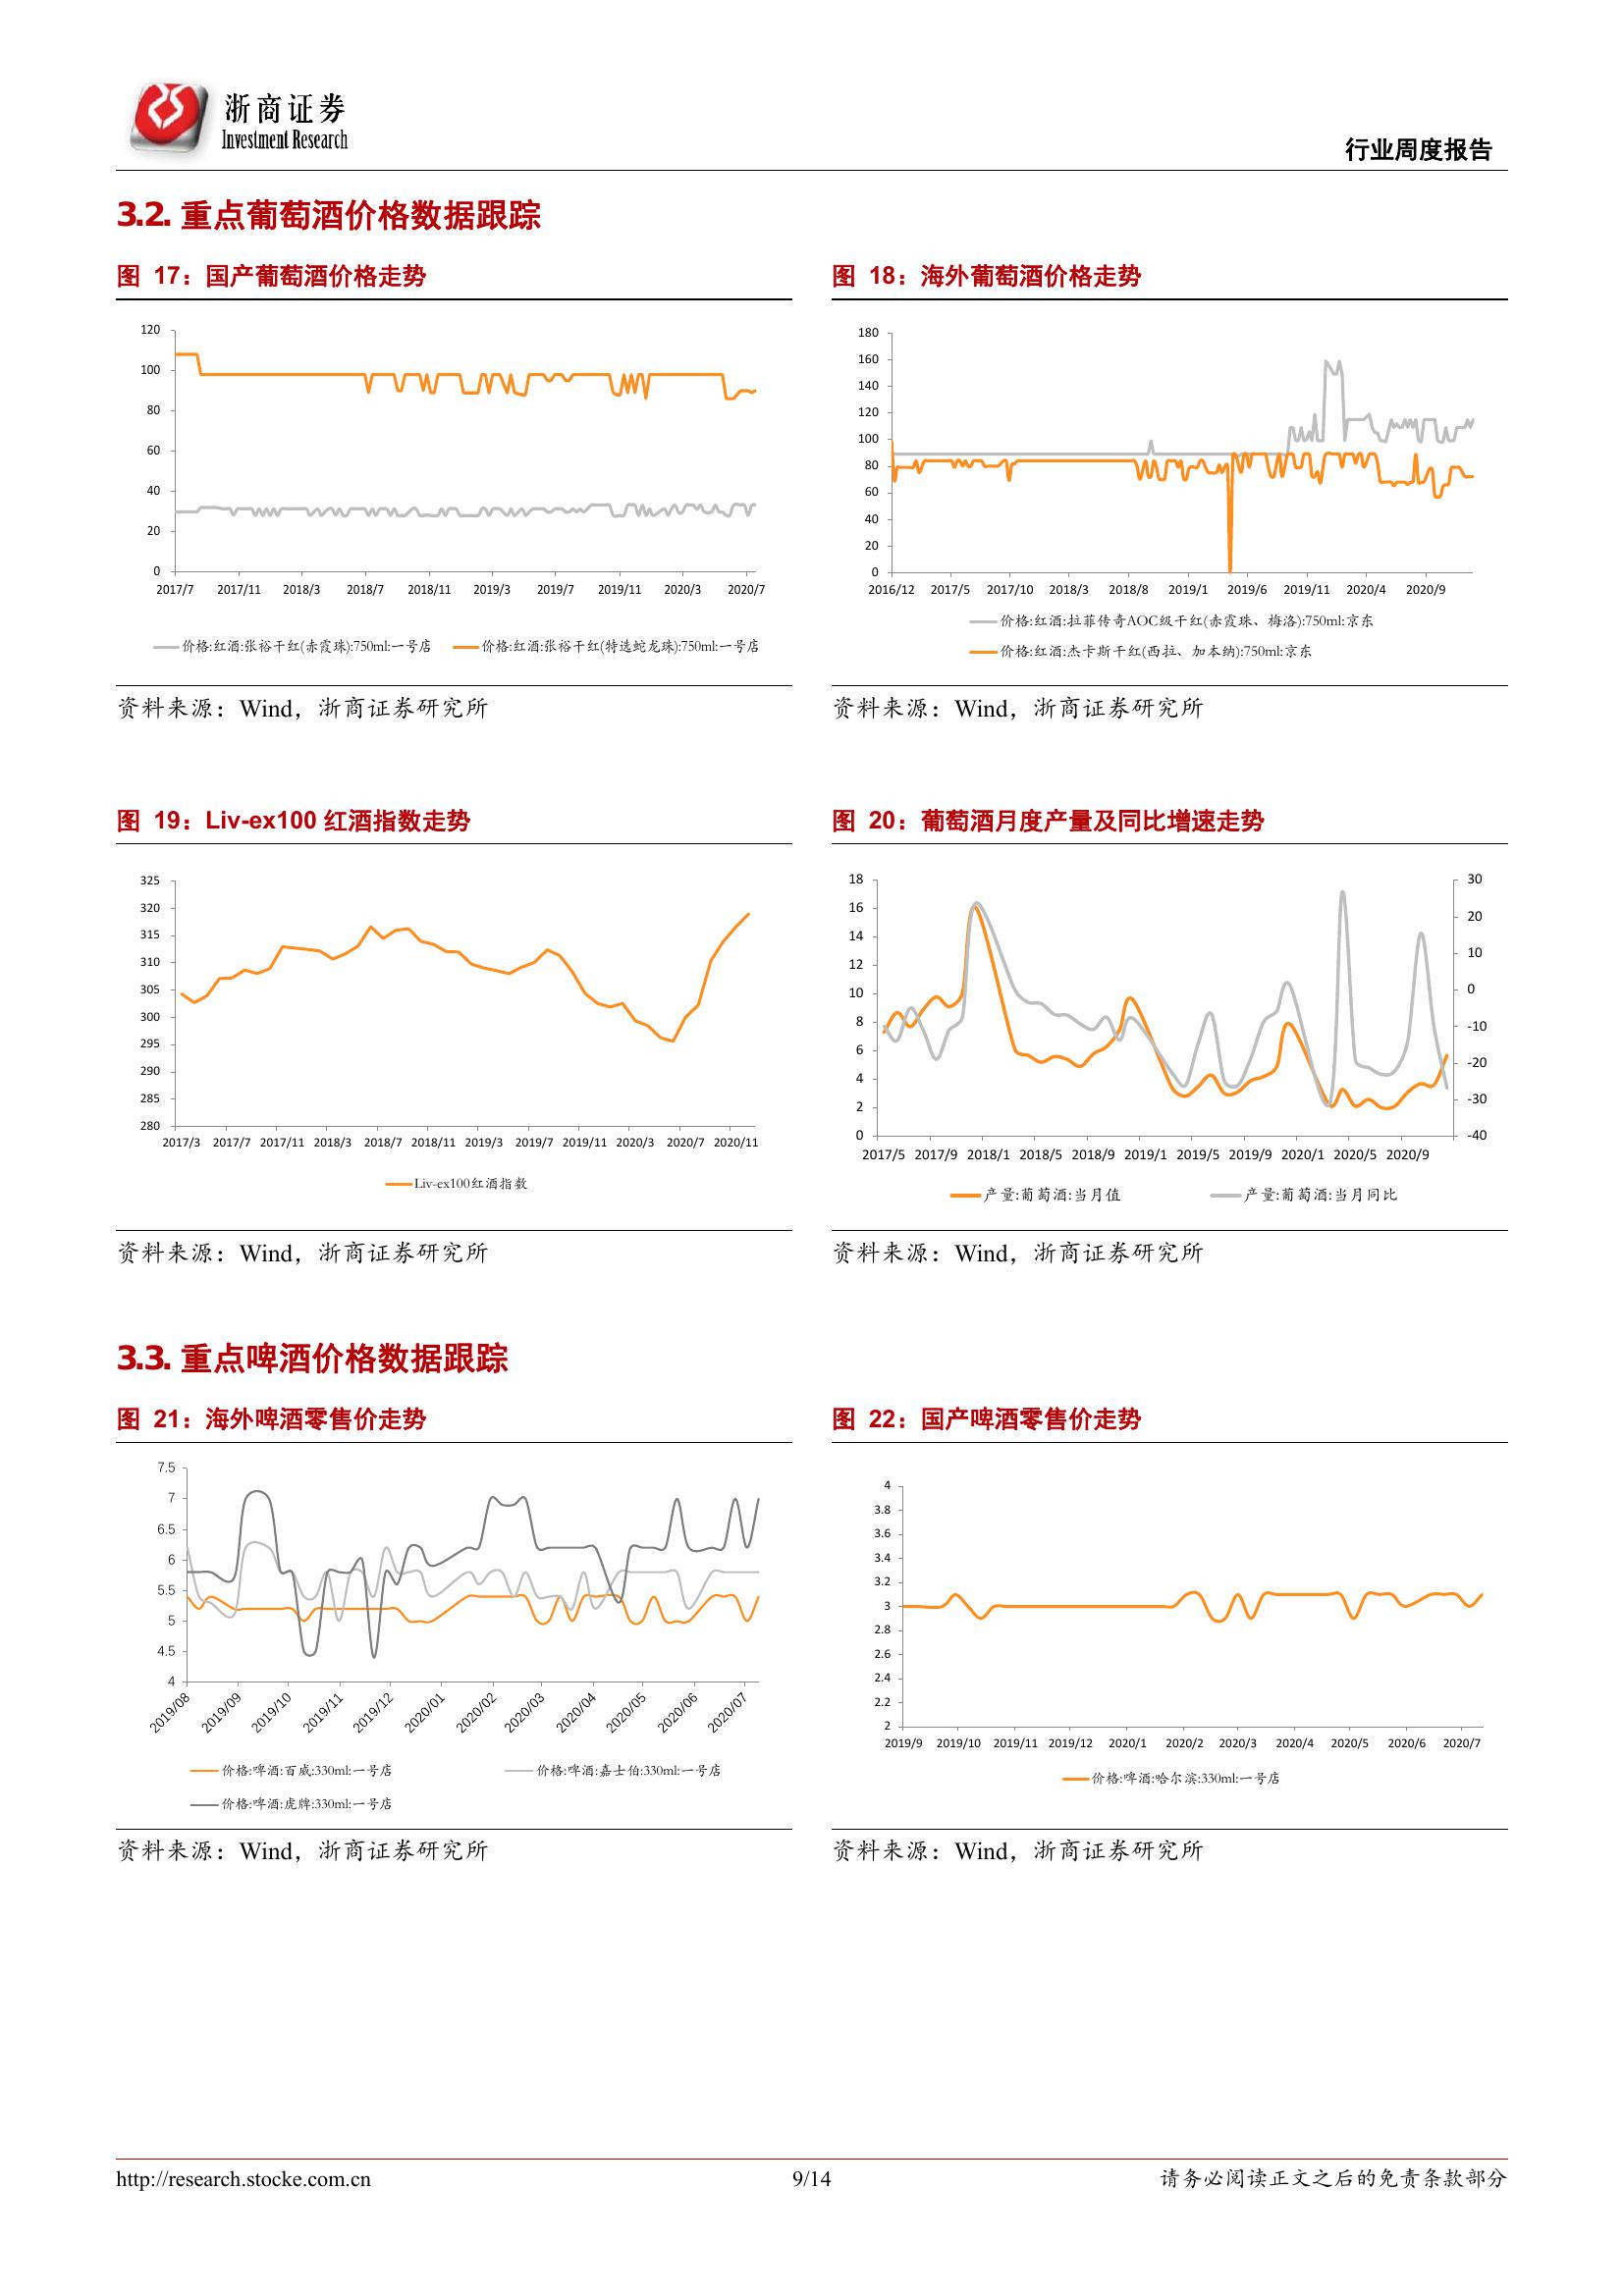 浙商证券
Investment Research
行业周度报告
3.2. 重点葡萄酒价格数据跟踪
图 17：国产葡萄酒价格走势
120
100
80
60
40
20
0
2017/7 2017/11 2018/3 2018/7 2018/11 2019/3 2019/7 2019/11 2020/3 2020/7
价格:红酒:张裕干红(赤霞珠):750ml:一号店 价格:红酒:张裕干红(特选蛇龙珠):750ml:一号店
资料来源：Wind，浙商证券研究所
图 18：海外葡萄酒价格走势
180
160
140
120
100
80
60
40
20
0
2016/12 2017/5 2017/10 2018/3 2018/8 2019/1 2019/6 2019/11 2020/4 2020/9
价格:红酒:拉菲传奇AOC级干红(赤霞珠、梅洛):750ml:京东
价格:红酒:杰卡斯干红(西拉、加本纳):750ml:京东
资料来源：Wind，浙商证券研究所
图 19：Liv-ex100 红酒指数走势
325
320
315
310
305
300
295
290
285
280
2017/3 2017/7 2017/11 2018/3 2018/7 2018/11 2019/3 2019/7 2019/11 2020/3 2020/7 2020/11
Liv-ex100红酒指数
资料来源：Wind，浙商证券研究所
图 20：葡萄酒月度产量及同比增速走势
18
16
14
12
10
8
6
4
2
0
30
20
10
0
-10
-20
-30
-40
2017/5 2017/9 2018/1 2018/5 2018/9 2019/1 2019/5 2019/9 2020/1 2020/5 2020/9
产量:葡萄酒:当月值 产量:葡萄酒:当月同比
资料来源：Wind，浙商证券研究所
3.3. 重点啤酒价格数据跟踪
图 21：海外啤酒零售价走势
7.5
7
6.5
6
5.5
5
4.5
4
2019/08 2019/09 2019/10 2019/11 2019/12 2020/01 2020/02 2020/03 2020/04 2020/05 2020/06 2020/07
价格:啤酒:百威:330ml:一号店 价格:啤酒:嘉士伯:330ml:一号店
价格:啤酒:虎牌:330ml:一号店
资料来源：Wind，浙商证券研究所
图 22：国产啤酒零售价走势
4
3.8
3.6
3.4
3.2
3
2.8
2.6
2.4
2.2
2
2019/9 2019/10 2019/11 2019/12 2020/1 2020/2 2020/3 2020/4 2020/5 2020/6 2020/7
价格:啤酒:哈尔滨:330ml:一号店
资料来源：Wind，浙商证券研究所
http://research.stocke.com.cn 9/14 请务必阅读正文之后的免责条款部分